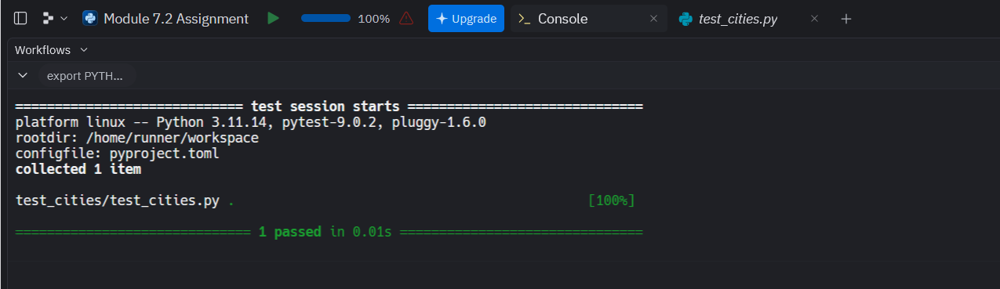 Module 7.2 Assignment 100% Upgrade >_ Console × test_cities.py × +
Workflows
export PYTH...
============================= test session starts ==============================
platform linux -- Python 3.11.14, pytest-9.0.2, pluggy-1.6.0
rootdir: /home/runner/workspace
configfile: pyproject.toml
collected 1 item
test_cities/test_cities.py . [100%]
============================== 1 passed in 0.01s ===============================